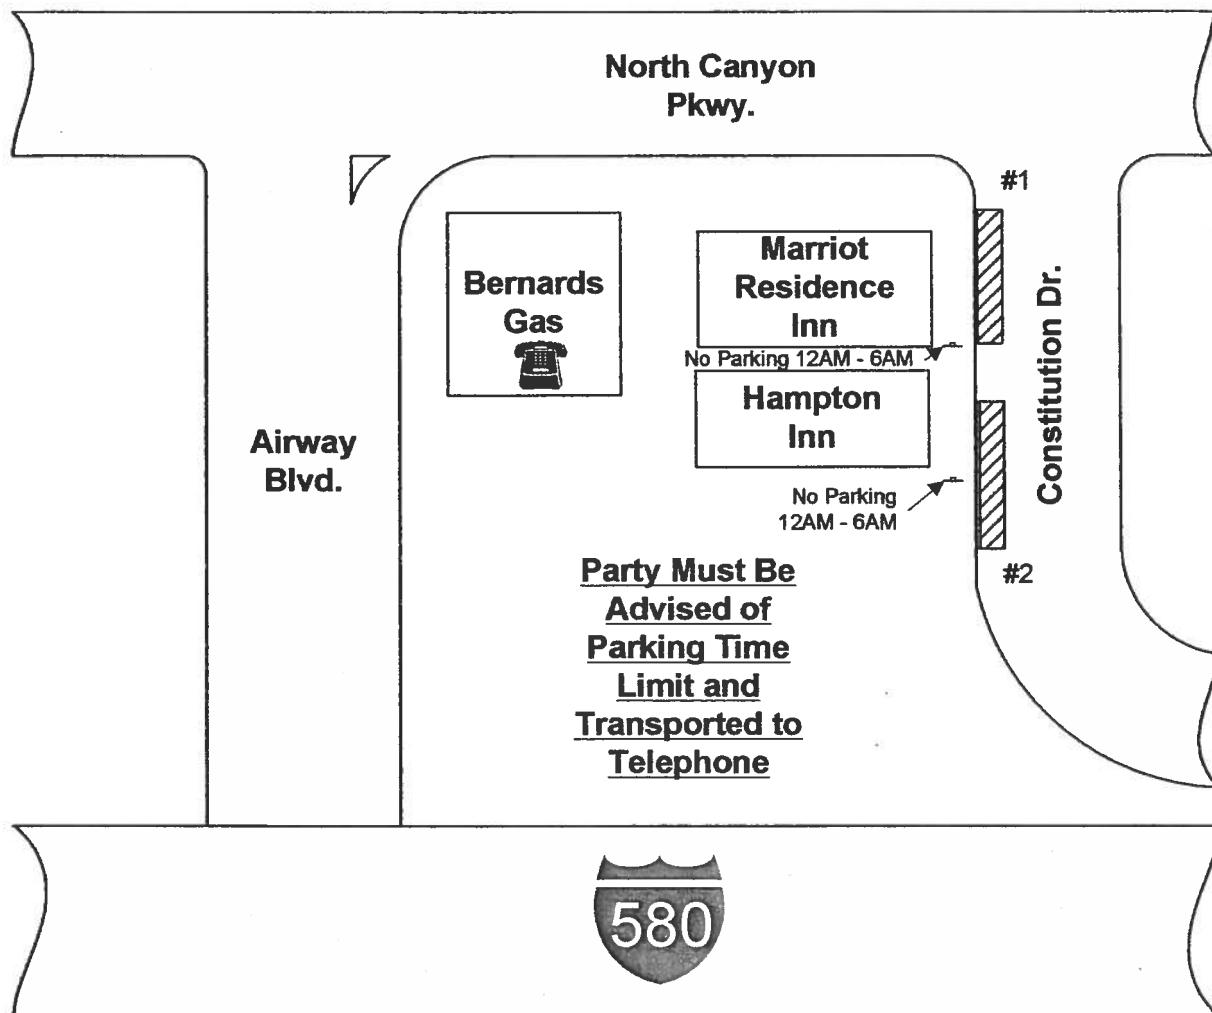 North Canyon
Pkwy.
#1
Marriot
Residence
Inn
Bernards
Gas
No Parking 12AM - 6AM
Constitution Dr.
Hampton
Inn
Airway
Blvd.
No Parking
12AM - 6AM
#2
Party Must Be
Advised of
Parking Time
Limit and
Transported to
Telephone
580